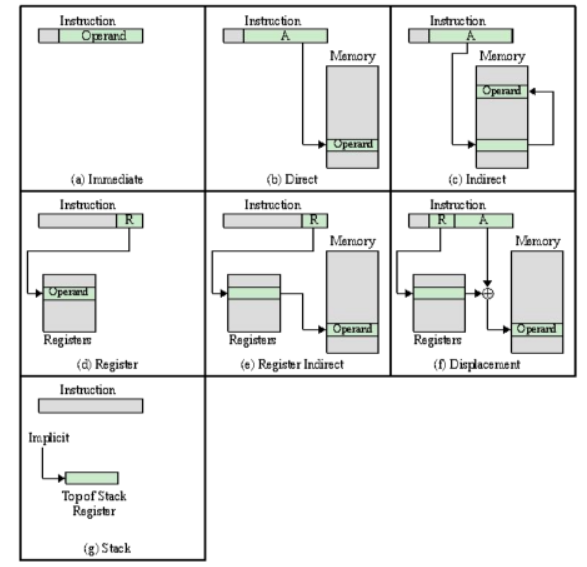 Instruction
Operand
(a) Immediate
Instruction
A
Memory
Operand
(b) Direct
Instruction
A
Memory
Operand
(c) Indirect
Instruction
R
Operand
Registers
(d) Register
Instruction
R
Memory
Registers
Operand
(e) Register Indirect
Instruction
R A
Memory
Operand
Registers
(f) Displacement
Instruction
Implicit
Top of Stack
Register
(g) Stack